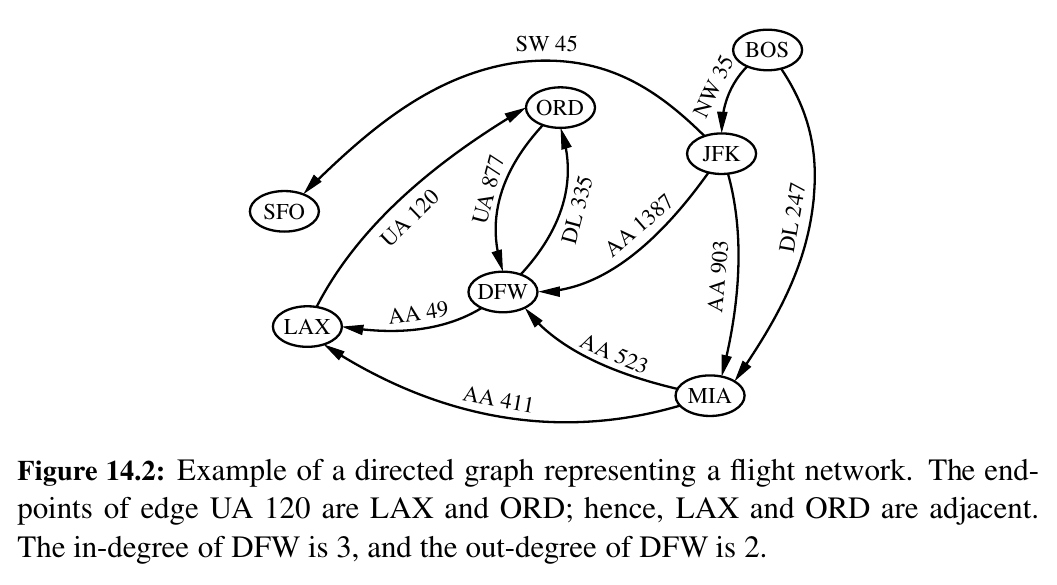 SW 45
BOS
NW 35
ORD
JFK
SFO
UA 120
UA 877
DL 335
AA 1387
DL 247
AA 903
DFW
AA 49
LAX
AA 523
MIA
AA 411
Figure 14.2: Example of a directed graph representing a flight network. The end-
points of edge UA 120 are LAX and ORD; hence, LAX and ORD are adjacent.
The in-degree of DFW is 3, and the out-degree of DFW is 2.